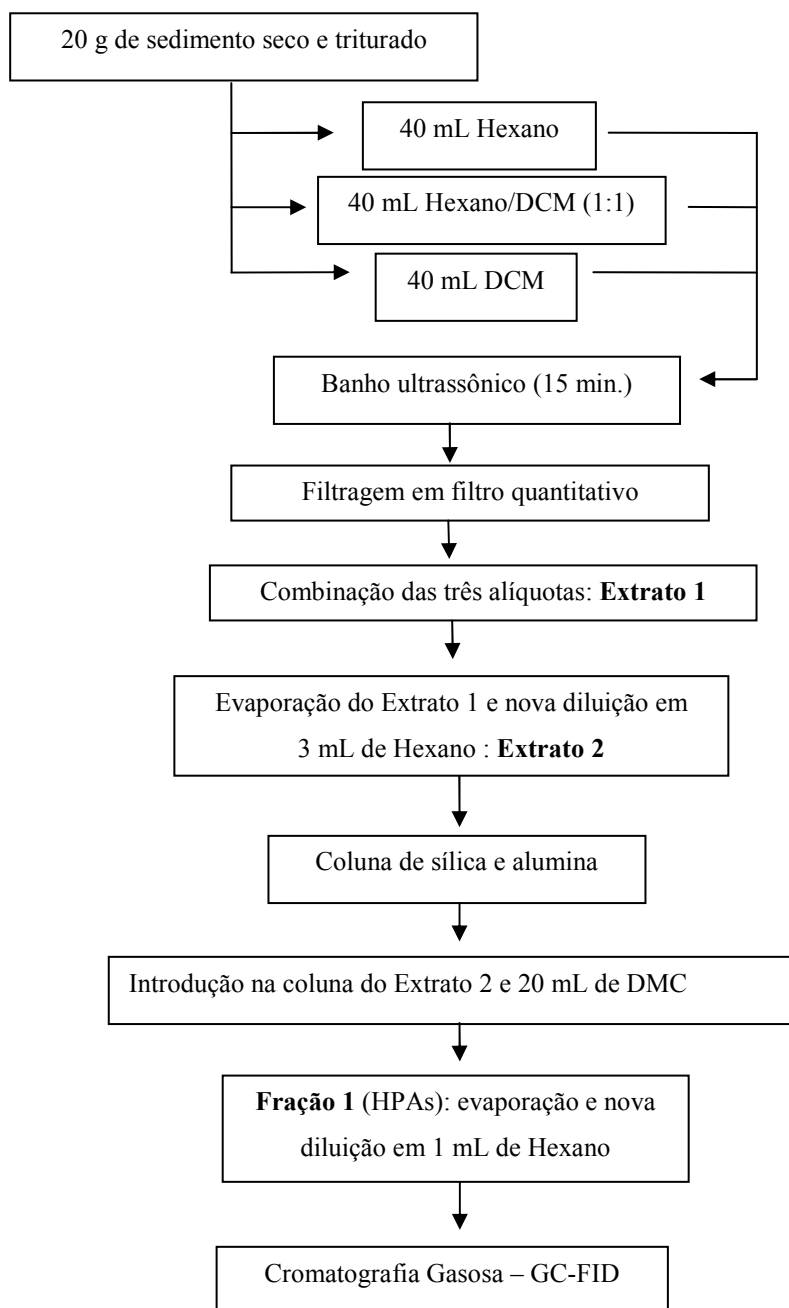 20 g de sedimento seco e triturado
40 mL Hexano
40 mL Hexano/DCM (1:1)
40 mL DCM
Banho ultrassônico (15 min.)
Filtragem em filtro quantitativo
Combinação das três alíquotas: Extrato 1
Evaporação do Extrato 1 e nova diluição em
3 mL de Hexano : Extrato 2
Coluna de sílica e alumina
Introdução na coluna do Extrato 2 e 20 mL de DMC
Fração 1 (HPAs): evaporação e nova
diluição em 1 mL de Hexano
Cromatografia Gasosa – GC-FID